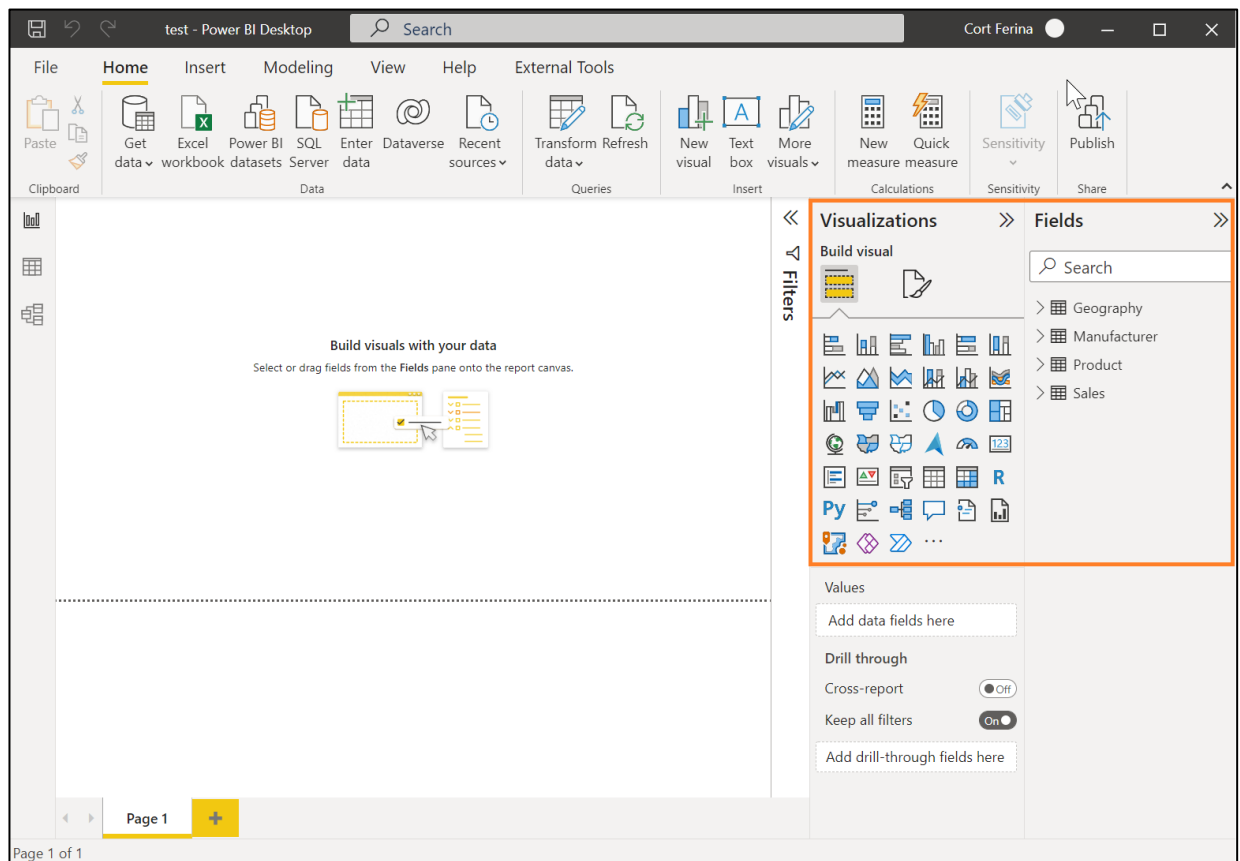 test - Power BI Desktop
Search
Cort Ferina
File Home Insert Modeling View Help External Tools
Paste
Get data
Excel workbook
Power BI datasets
SQL Server
Enter data
Dataverse
Recent sources
Transform data
Refresh
New visual
Text box
More visuals
New measure
Quick measure
Sensitivity
Publish
Clipboard
Data
Queries
Insert
Calculations
Sensitivity
Share
Build visuals with your data
Select or drag fields from the Fields pane onto the report canvas.
Filters
Visualizations
Build visual
123
R
Py
Values
Add data fields here
Drill through
Cross-report
Off
Keep all filters
On
Add drill-through fields here
Fields
Search
Geography
Manufacturer
Product
Sales
Page 1
Page 1 of 1